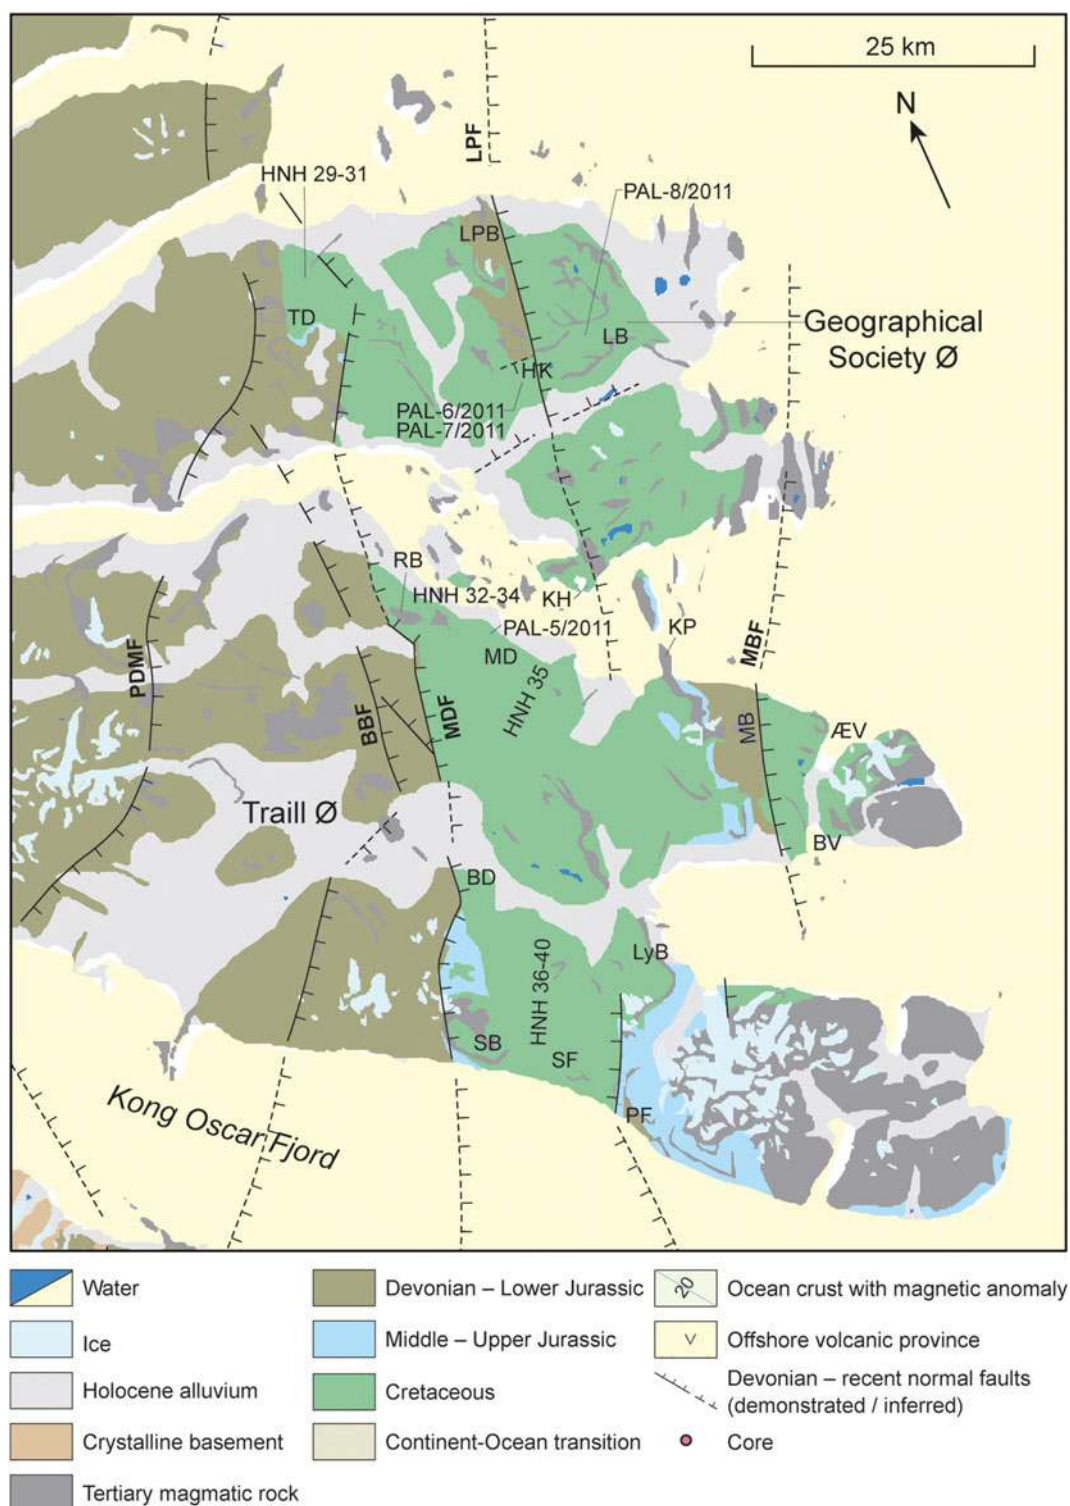 25 km
N
LPF
HNH 29-31
PAL-8/2011
LPB
TD
LB
Geographical
Society Ø
HK
PAL-6/2011
PAL-7/2011
RB
HNH 32-34
KH
PAL-5/2011
KP
MD
HNH 35
PDMF
BBF
MDF
MBF
MB
ÆV
Traill Ø
BV
BD
LyB
HNH 36-40
SB
SF
PF
Kong Oscar Fjord
Water
Ice
Holocene alluvium
Crystalline basement
Tertiary magmatic rock
Devonian – Lower Jurassic
Middle – Upper Jurassic
Cretaceous
Continent-Ocean transition
20
Ocean crust with magnetic anomaly
Offshore volcanic province
Devonian – recent normal faults
(demonstrated / inferred)
Core